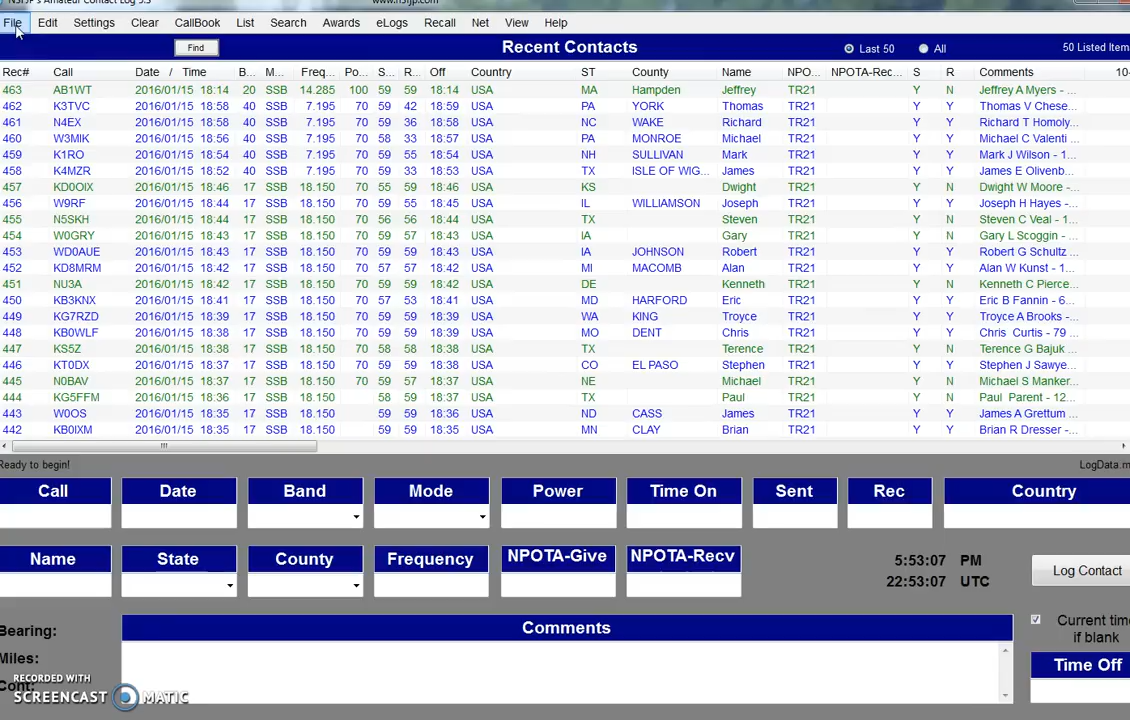 N3FJP's Amateur Contact Log 5.5 www.n3fjp.com
File Edit Settings Clear CallBook List Search Awards eLogs Recall Net View Help
Find Recent Contacts Last 50 All 50 Listed Item
Rec# Call Date / Time B... M... Freq... Po... S... R... Off Country ST County Name NPO... NPOTA-Rec... S R Comments 10-
463 AB1WT 2016/01/15 18:14 20 SSB 14.285 100 59 59 18:14 USA MA Hampden Jeffrey TR21 Y N Jeffrey A Myers - ...
462 K3TVC 2016/01/15 18:58 40 SSB 7.195 70 59 42 18:59 USA PA YORK Thomas TR21 Y Y Thomas V Chese...
461 N4EX 2016/01/15 18:58 40 SSB 7.195 70 59 36 18:58 USA NC WAKE Richard TR21 Y Y Richard T Homoly...
460 W3MIK 2016/01/15 18:56 40 SSB 7.195 70 58 33 18:57 USA PA MONROE Michael TR21 Y Y Michael C Valenti ...
459 K1RO 2016/01/15 18:54 40 SSB 7.195 70 59 55 18:54 USA NH SULLIVAN Mark TR21 Y Y Mark J Wilson - 1...
458 K4MZR 2016/01/15 18:52 40 SSB 7.195 70 59 33 18:53 USA TX ISLE OF WIG... James TR21 Y Y James E Olivenb...
457 KD0OIX 2016/01/15 18:46 17 SSB 18.150 70 55 59 18:46 USA KS Dwight TR21 Y N Dwight W Moore -...
456 W9RF 2016/01/15 18:44 17 SSB 18.150 70 59 55 18:45 USA IL WILLIAMSON Joseph TR21 Y Y Joseph H Hayes -...
455 N5SKH 2016/01/15 18:44 17 SSB 18.150 70 56 56 18:44 USA TX Steven TR21 Y N Steven C Veal - 1...
454 W0GRY 2016/01/15 18:43 17 SSB 18.150 70 59 57 18:43 USA IA Gary TR21 Y N Gary L Scoggin - ...
453 WD0AUE 2016/01/15 18:43 17 SSB 18.150 70 59 59 18:43 USA IA JOHNSON Robert TR21 Y Y Robert G Schultz ...
452 KD8MRM 2016/01/15 18:42 17 SSB 18.150 70 57 57 18:42 USA MI MACOMB Alan TR21 Y Y Alan W Kunst - 1...
451 NU3A 2016/01/15 18:42 17 SSB 18.150 70 59 59 18:42 USA DE Kenneth TR21 Y N Kenneth C Pierce...
450 KB3KNX 2016/01/15 18:41 17 SSB 18.150 70 57 53 18:41 USA MD HARFORD Eric TR21 Y Y Eric B Fannin - 6...
449 KG7RZD 2016/01/15 18:39 17 SSB 18.150 70 59 59 18:39 USA WA KING Troyce TR21 Y Y Troyce A Brooks -...
448 KB0WLF 2016/01/15 18:38 17 SSB 18.150 70 59 59 18:39 USA MO DENT Chris TR21 Y Y Chris Curtis - 79 ...
447 KS5Z 2016/01/15 18:38 17 SSB 18.150 70 58 58 18:38 USA TX Terence TR21 Y N Terence G Bajuk ...
446 KT0DX 2016/01/15 18:37 17 SSB 18.150 70 59 59 18:38 USA CO EL PASO Stephen TR21 Y Y Stephen J Sawye...
445 N0BAV 2016/01/15 18:37 17 SSB 18.150 70 59 57 18:37 USA NE Michael TR21 Y N Michael S Manker...
444 KG5FFM 2016/01/15 18:36 17 SSB 18.150 58 59 18:37 USA TX Paul TR21 Y N Paul Parent - 12...
443 W0OS 2016/01/15 18:35 17 SSB 18.150 59 59 18:36 USA ND CASS James TR21 Y Y James A Grettum ...
442 KB0IXM 2016/01/15 18:35 17 SSB 18.150 59 59 18:35 USA MN CLAY Brian TR21 Y Y Brian R Dresser -...
Ready to begin! LogData.m
Call Date Band Mode Power Time On Sent Rec Country
Name State County Frequency NPOTA-Give NPOTA-Recv 5:53:07 PM
22:53:07 UTC Log Contact
Comments Current time
if blank
Bearing:
Miles:
Time Off
Cont:
RECORDED WITH
SCREENCAST MATIC